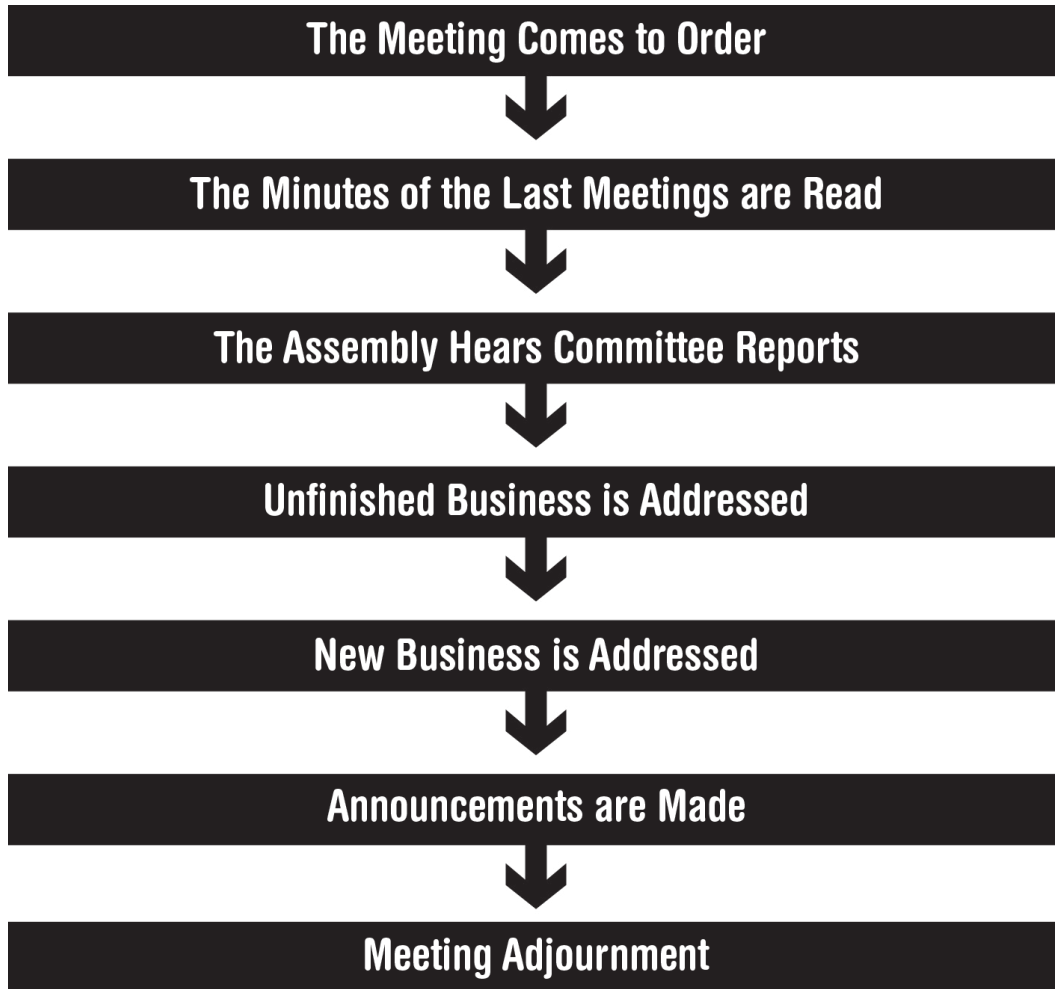 The Meeting Comes to Order
The Minutes of the Last Meetings are Read
The Assembly Hears Committee Reports
Unfinished Business is Addressed
New Business is Addressed
Announcements are Made
Meeting Adjournment